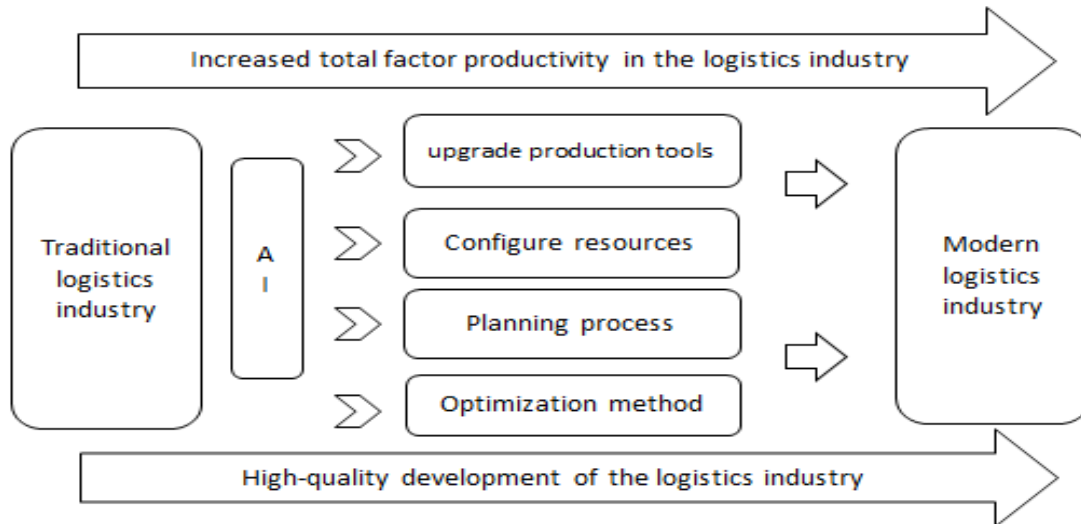 Increased total factor productivity in the logistics industry
Traditional
logistics
industry
A
I
upgrade production tools
Configure resources
Planning process
Optimization method
Modern
logistics
industry
High-quality development of the logistics industry